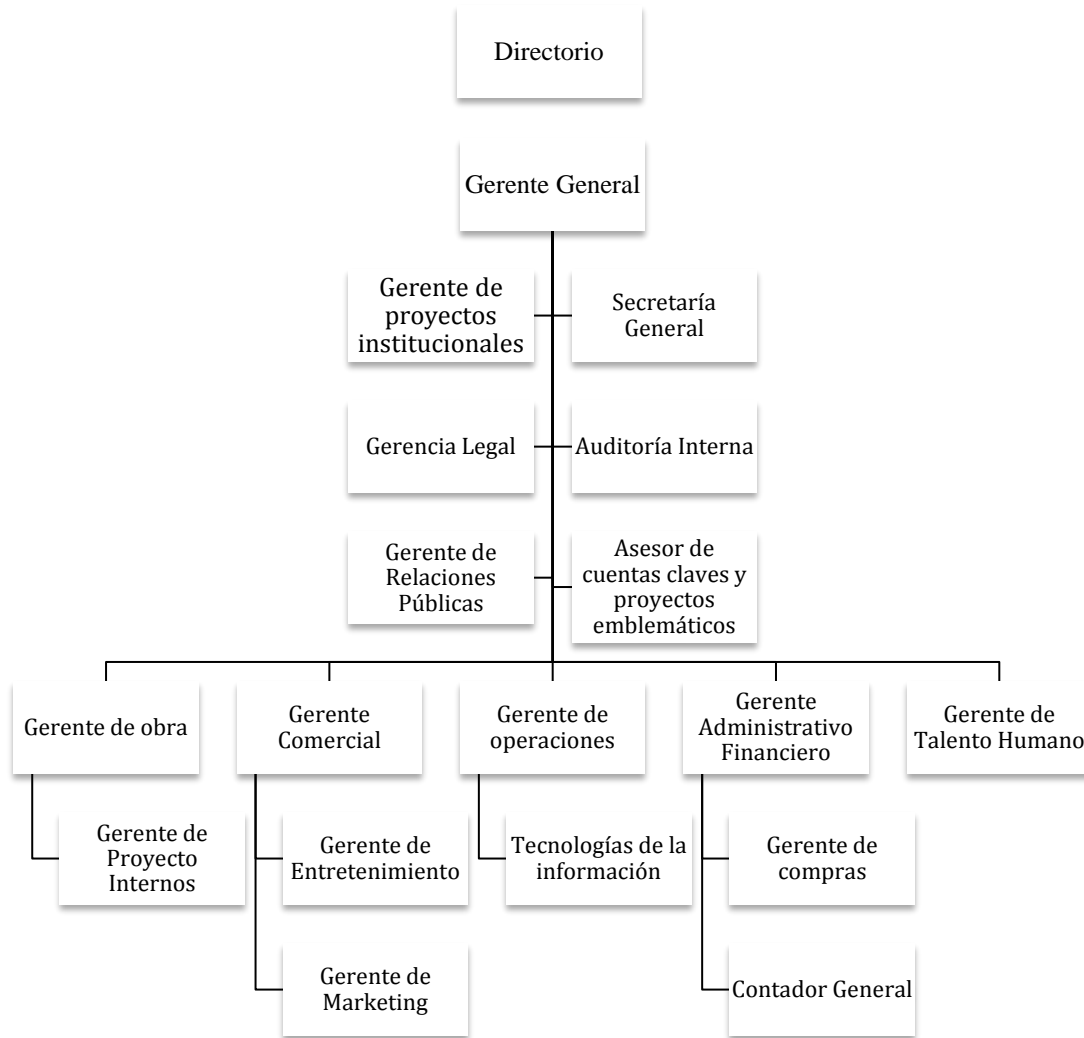 Directorio
Gerente General
Gerente de
proyectos
institucionales
Secretaría
General
Gerencia Legal
Auditoría Interna
Gerente de
Relaciones
Públicas
Asesor de
cuentas claves y
proyectos
emblemáticos
Gerente de obra
Gerente
Comercial
Gerente de
operaciones
Gerente
Administrativo
Financiero
Gerente de
Talento Humano
Gerente de
Proyecto
Internos
Gerente de
Entretenimiento
Tecnologías de la
información
Gerente de
compras
Gerente de
Marketing
Contador General